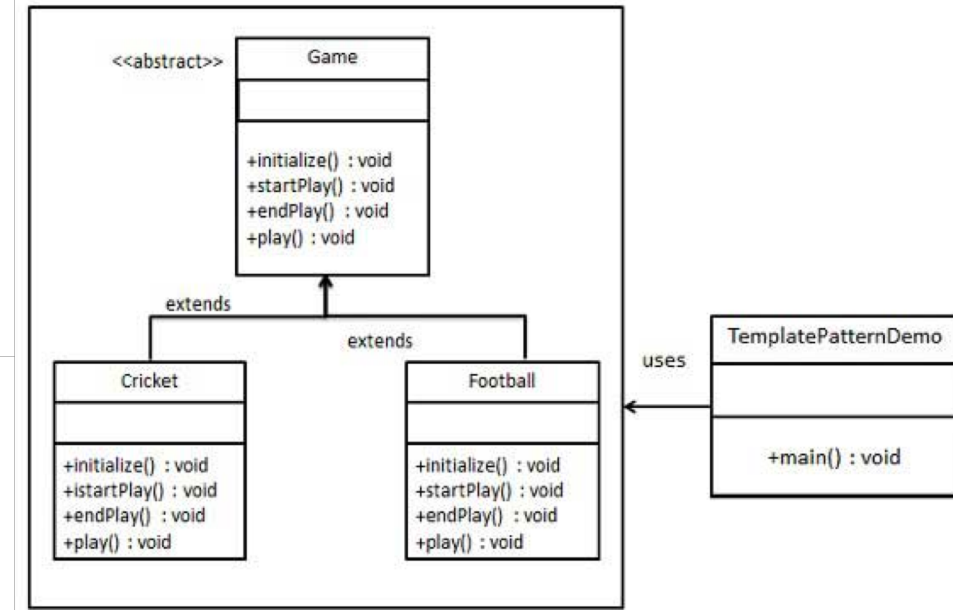 <<abstract>>
Game
+initialize() : void
+startPlay() : void
+endPlay() : void
+play() : void
extends
extends
Cricket
+initialize() : void
+istartPlay() : void
+endPlay() : void
+play() : void
Football
+initialize() : void
+startPlay() : void
+endPlay() : void
+play() : void
uses
TemplatePatternDemo
+main() : void